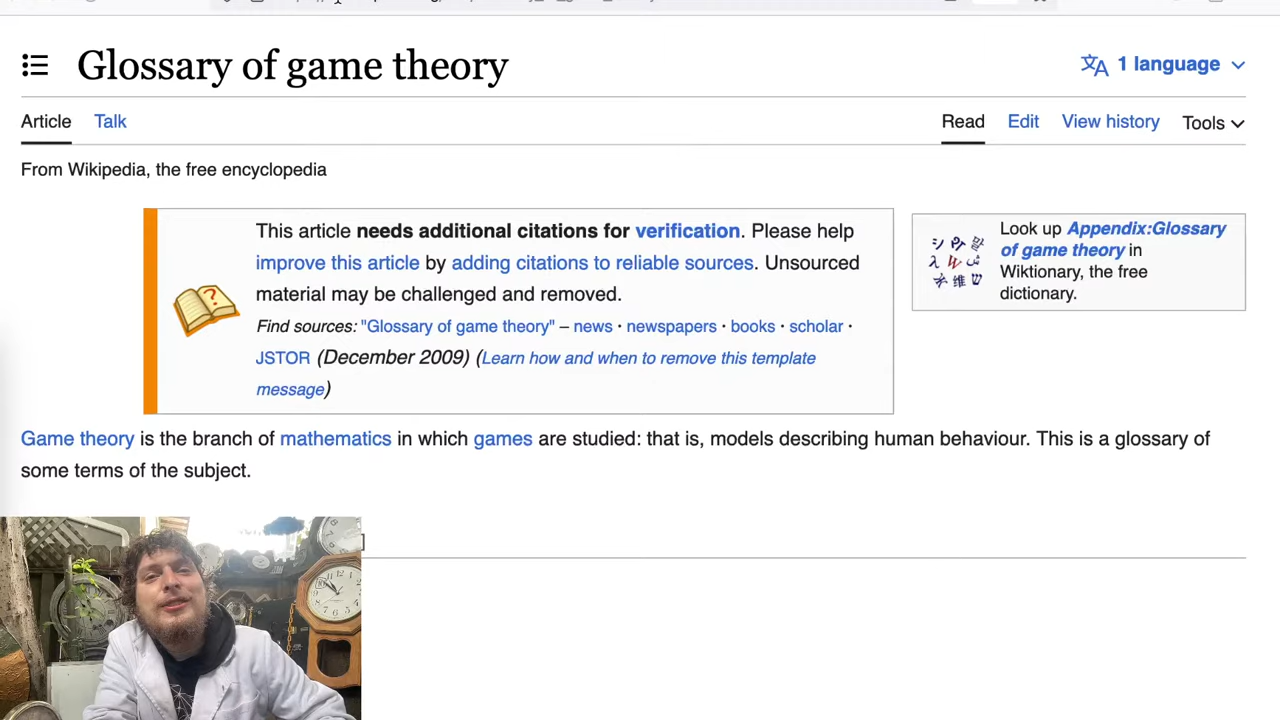 Glossary of game theory
1 language
Article Talk
Read Edit View history Tools
From Wikipedia, the free encyclopedia
This article needs additional citations for verification. Please help
improve this article by adding citations to reliable sources. Unsourced
material may be challenged and removed.
Find sources: "Glossary of game theory" – news · newspapers · books · scholar ·
JSTOR (December 2009) (Learn how and when to remove this template
message)
Look up Appendix:Glossary
of game theory in
Wiktionary, the free
dictionary.
Game theory is the branch of mathematics in which games are studied: that is, models describing human behaviour. This is a glossary of
some terms of the subject.